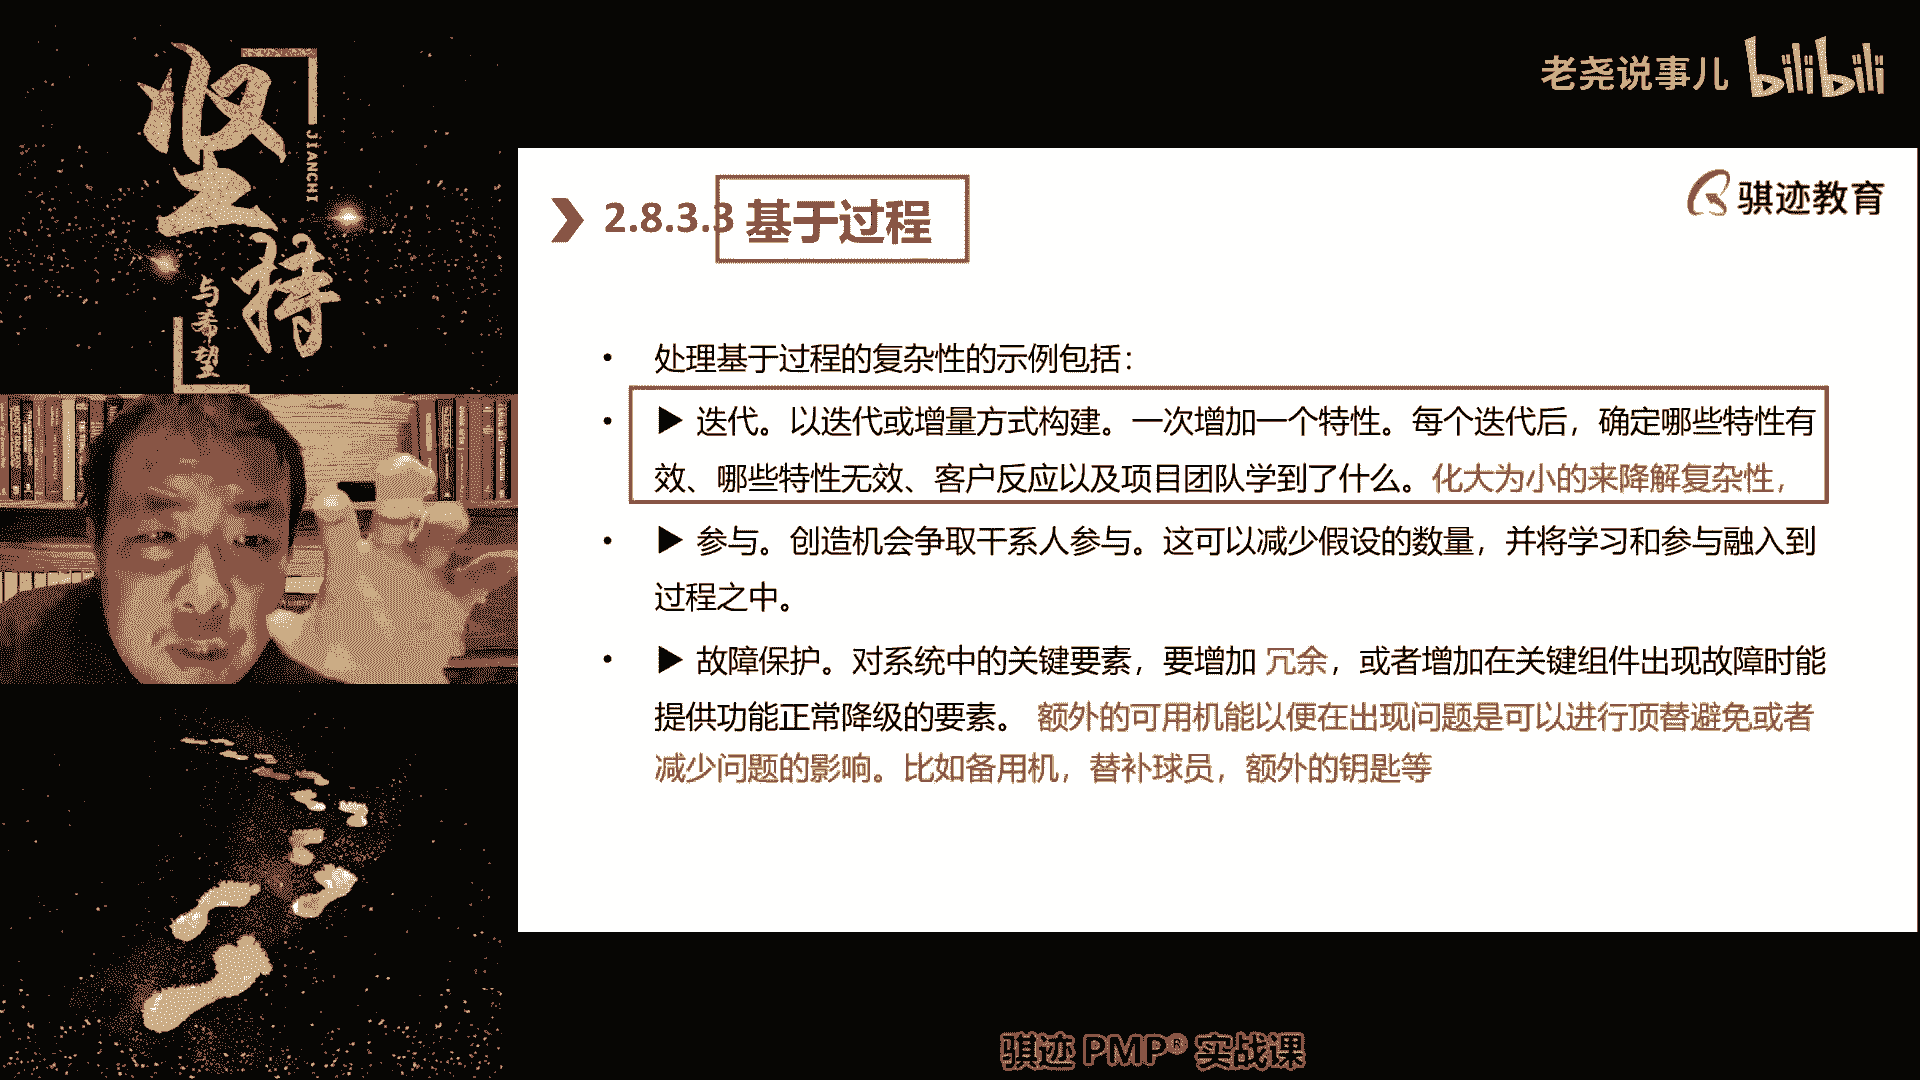 坚持
JIANCHI
与希望
老尧说事儿 bilibili
骐迹教育
2.8.3.3 基于过程
• 处理基于过程的复杂性的示例包括：
• ▶ 迭代。以迭代或增量方式构建。一次增加一个特性。每个迭代后，确定哪些特性有
效、哪些特性无效、客户反应以及项目团队学到了什么。化大为小的来降解复杂性，
• ▶ 参与。创造机会争取干系人参与。这可以减少假设的数量，并将学习和参与融入到
过程之中。
• ▶ 故障保护。对系统中的关键要素，要增加 冗余，或者增加在关键组件出现故障时能
提供功能正常降级的要素。 额外的可用机能以便在出现问题是可以进行顶替避免或者
减少问题的影响。比如备用机，替补球员，额外的钥匙等
骐迹 PMP® 实战课